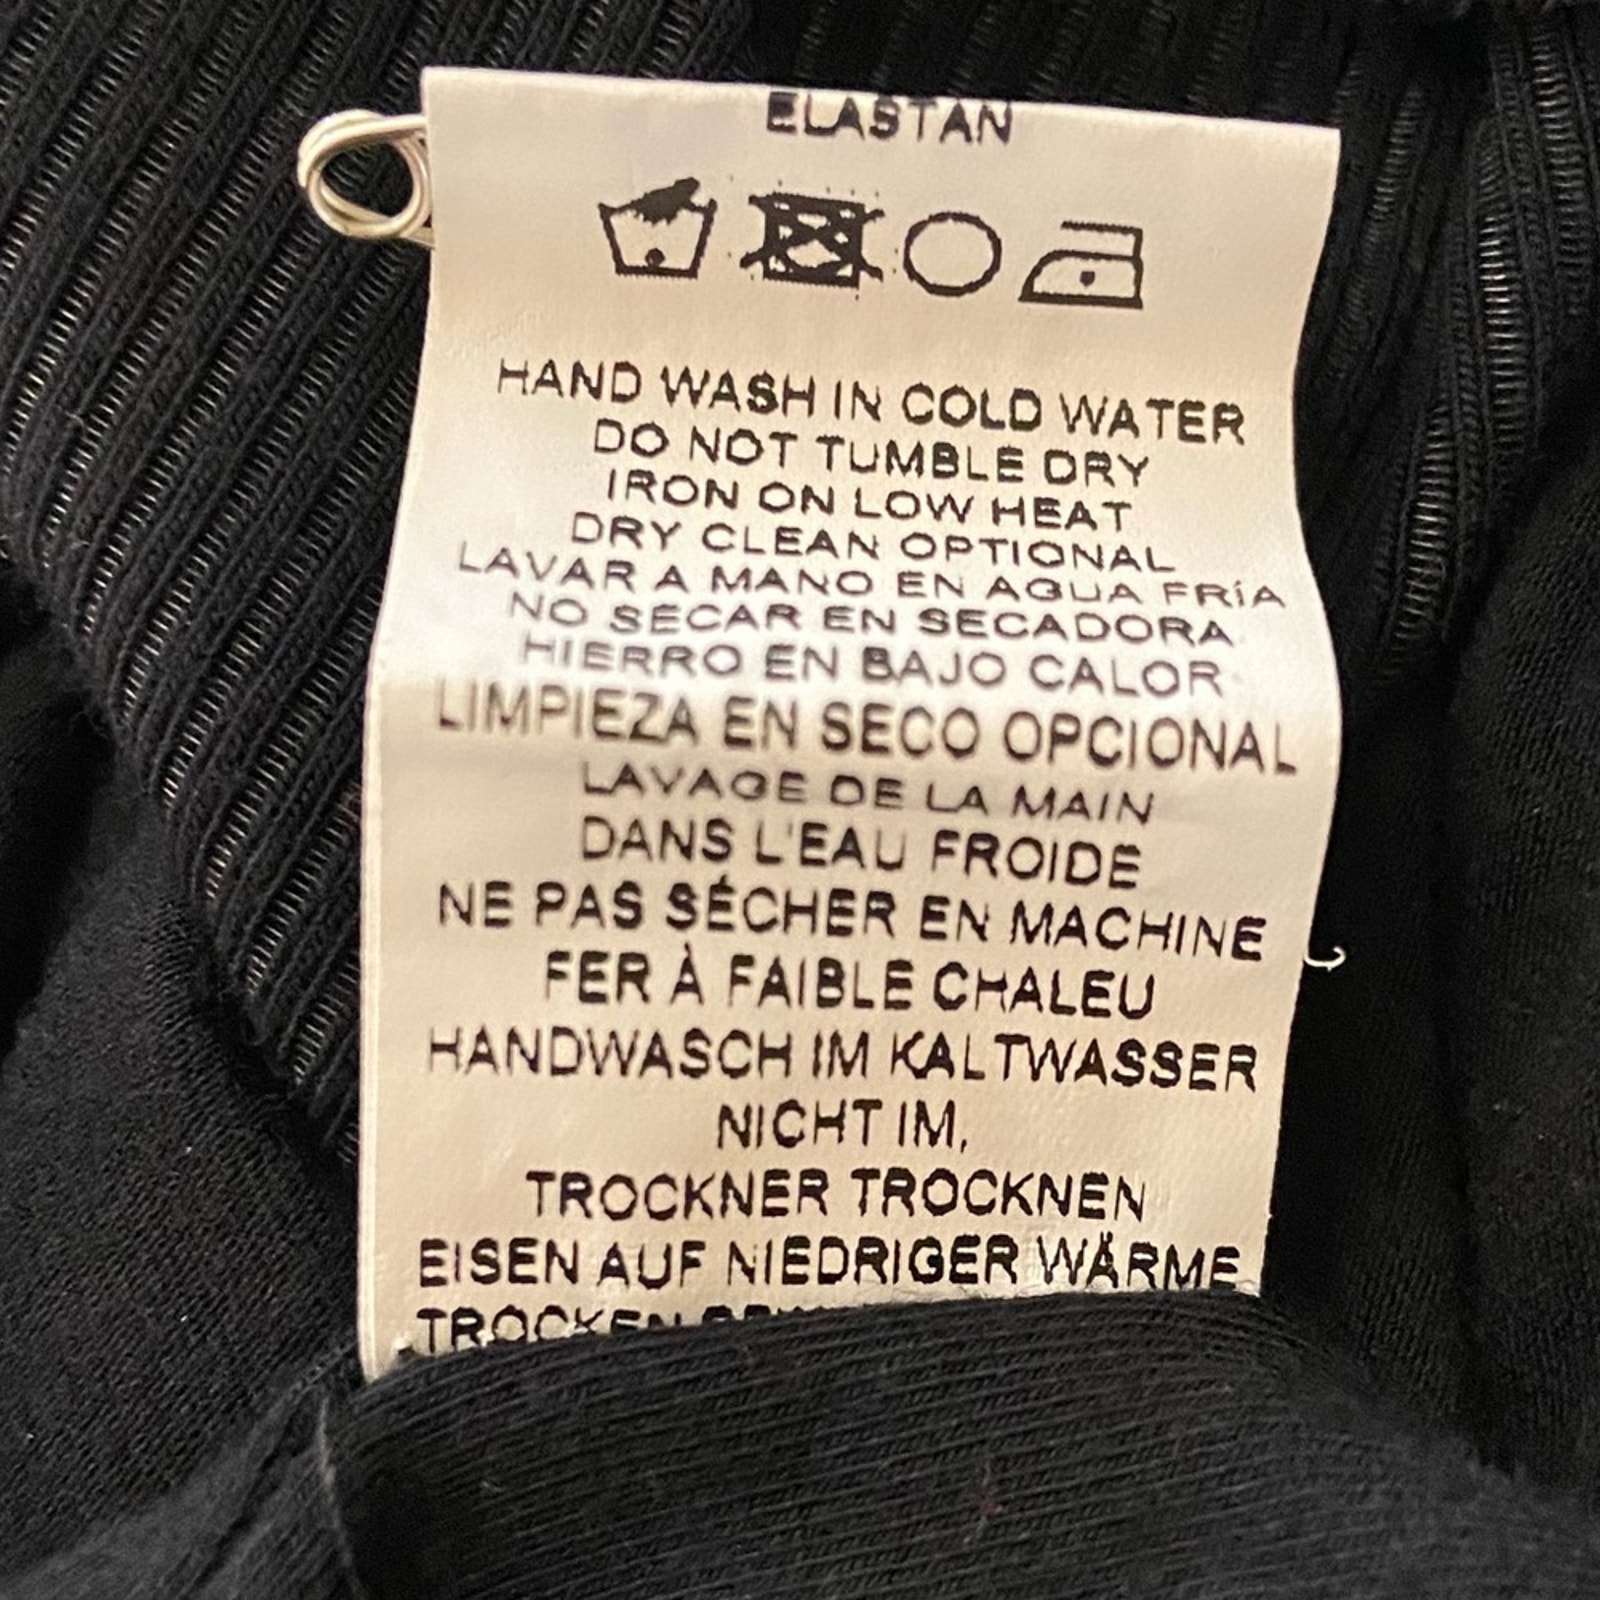 ELASTAN
HAND WASH IN COLD WATER
DO NOT TUMBLE DRY
IRON ON LOW HEAT
DRY CLEAN OPTIONAL
LAVAR A MANO EN AGUA FRÍA
NO SECAR EN SECADORA
HIERRO EN BAJO CALOR
LIMPIEZA EN SECO OPCIONAL
LAVAGE DE LA MAIN
DANS L'EAU FROIDE
NE PAS SÉCHER EN MACHINE
FER À FAIBLE CHALEU
HANDWASCH IM KALTWASSER
NICHT IM,
TROCKNER TROCKNEN
EISEN AUF NIEDRIGER WÄRME
TROCKEN